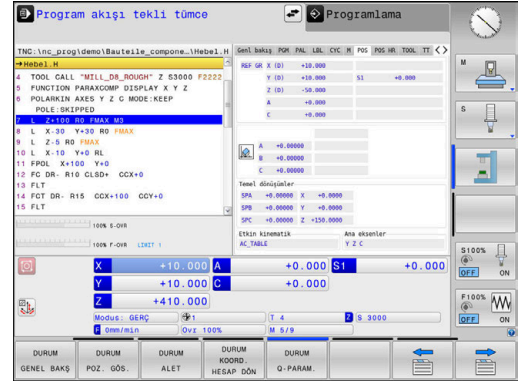 Program akışı tekli tümce
Programlama
TNC:\nc_prog\demo\Bauteile_compone…\Hebel.H
→Hebel.H
4 TOOL CALL "MILL_D8_ROUGH" Z S3000 F2222
5 FUNCTION PARAXCOMP DISPLAY X Y Z
6 POLARKIN AXES Y Z C MODE:KEEP
POLE:SKIPPED
7 L Z+100 R0 FMAX M3
8 L X-30 Y+30 R0 FMAX
9 L Z-5 R0 FMAX
10 L X-10 Y+0 RL
11 FPOL X+100 Y+0
12 FC DR- R10 CLSD+ CCX+0
13 FLT
14 FCT DR- R15 CCX+100 CCY+0
15 FLT
100% S-OVR
100% F-OVR LIMIT 1
Genl bakış PGM PAL LBL CYC M POS POS HR TOOL TT
REF GR X (D) +10.000
Y (D) +10.000 S1 +0.000
Z (D) -50.000
A +0.000
C +0.000
A +0.00000
B +0.00000
C +0.00000
Temel dönüşümler
SPA +0.00000 X +0.0000
SPB +0.00000 Y +0.0000
SPC +0.00000 Z +150.0000
Etkin kinematik Ana eksenler
AC_TABLE Y Z C
X +10.000 A +0.000 S1 +0.000
Y +10.000 C +0.000
Z +410.000
Modus: GERÇ 1 T 4 Z S 3000
F 0mm/min Ovr 100% M 5/9
M
S
S100%
OFF ON
F100%
OFF ON
DURUM GENEL BAKŞ
DURUM POZ. GÖS.
DURUM ALET
DURUM KOORD. HESAP DÖN
DURUM Q-PARAM.